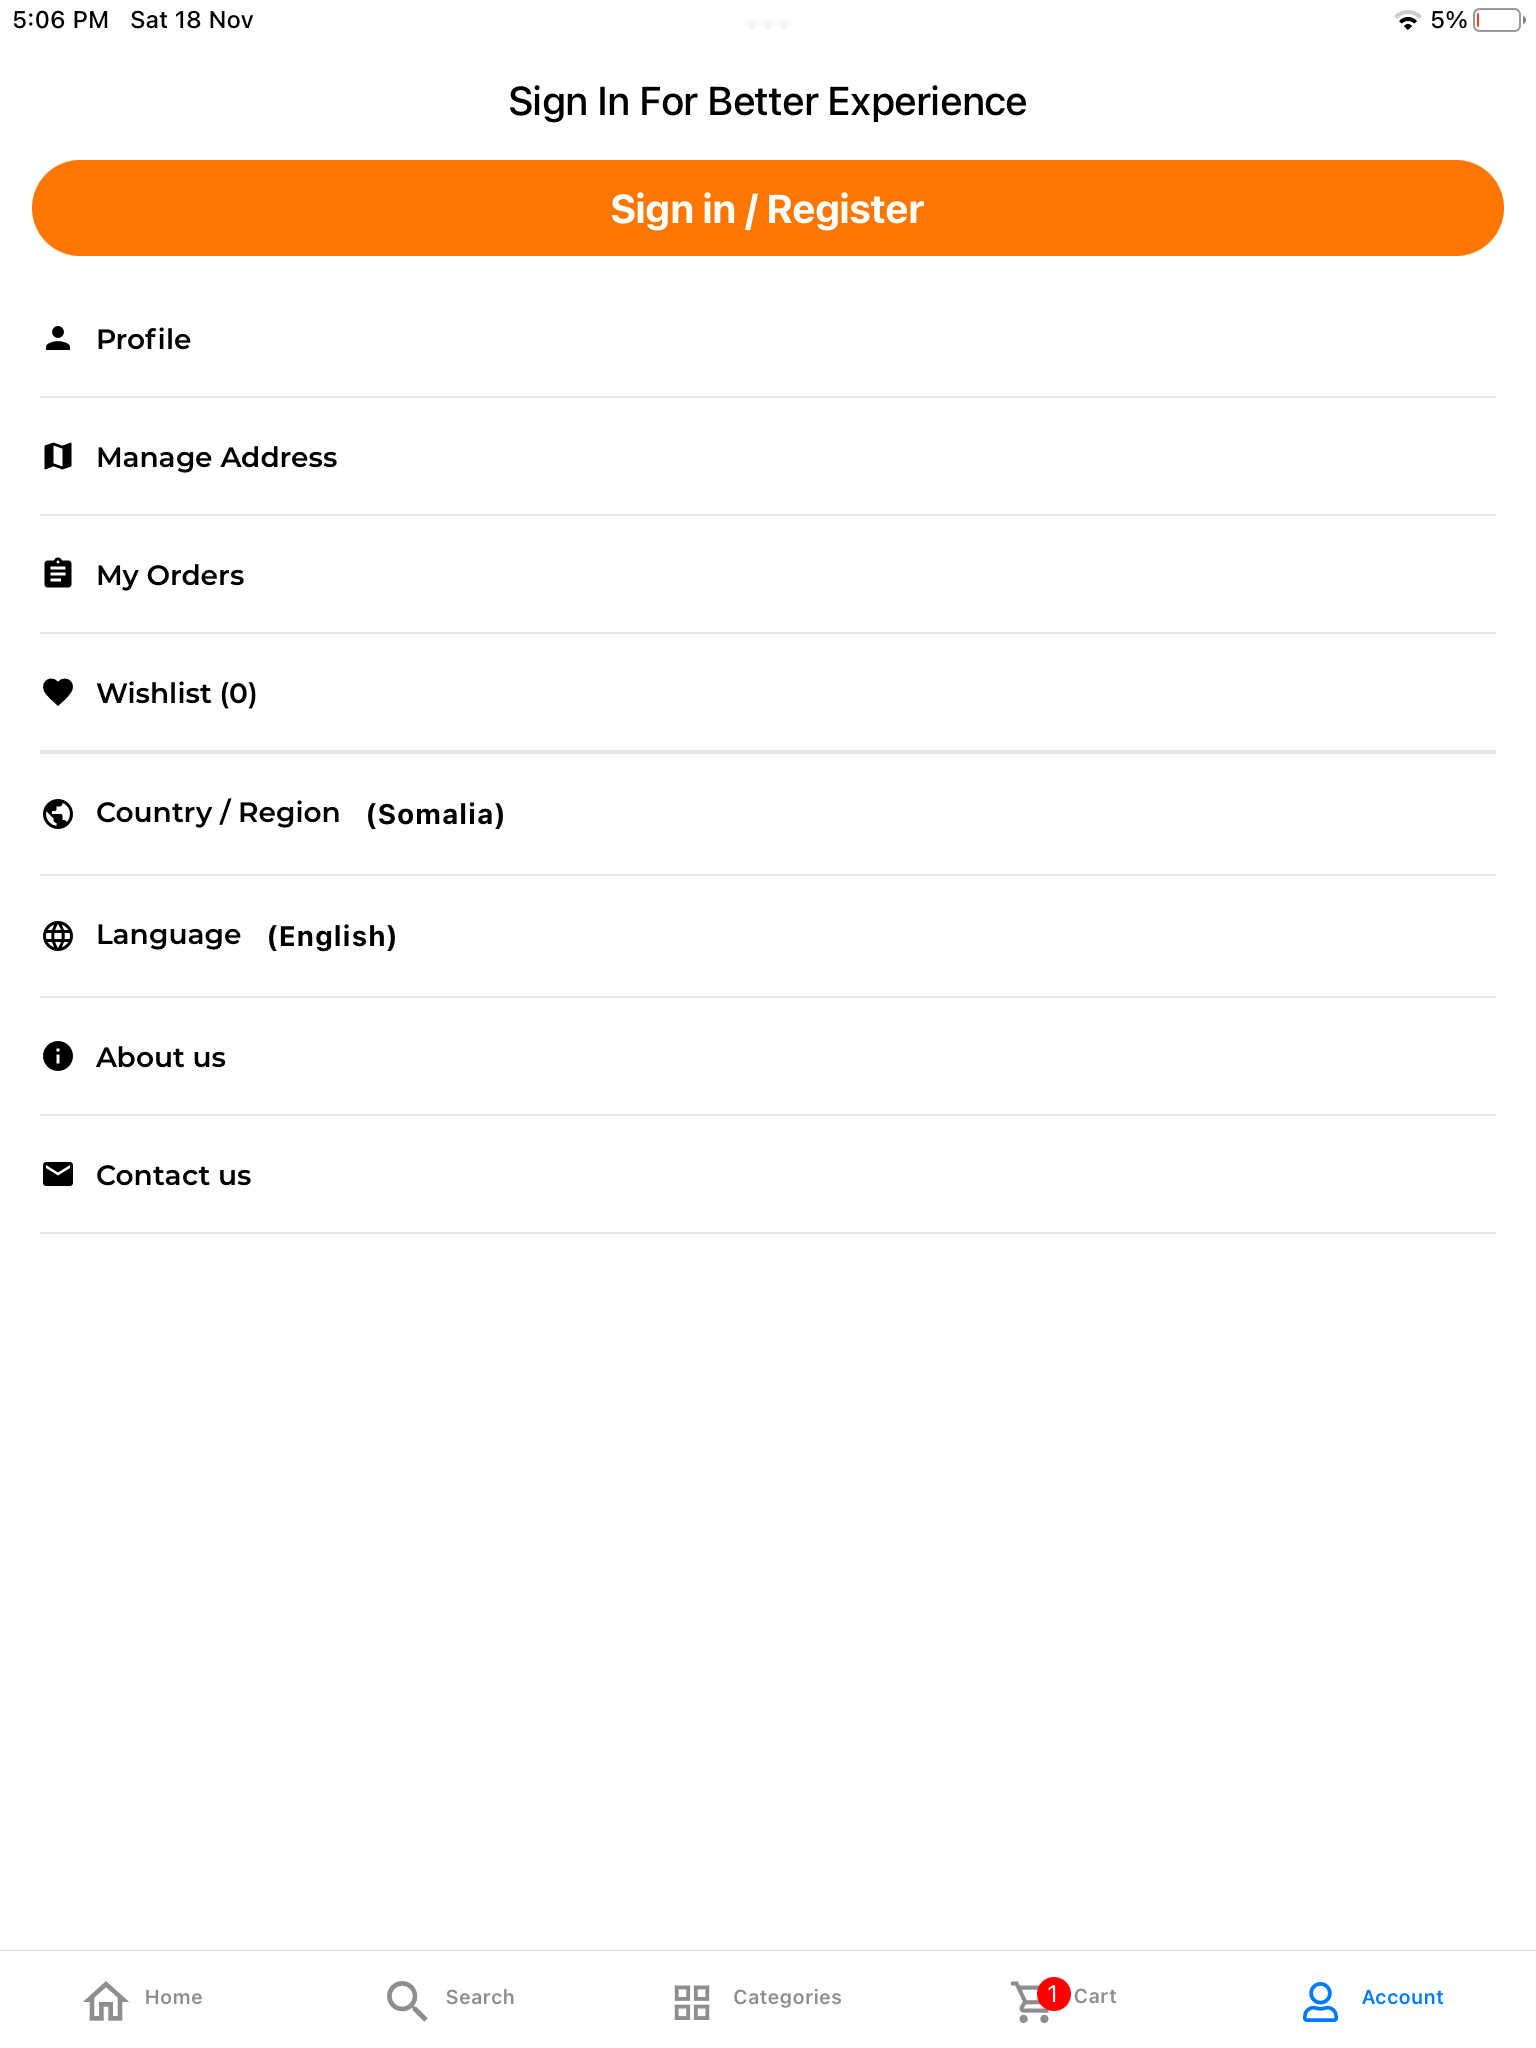 5:06 PM Sat 18 Nov 5%
Sign In For Better Experience
Sign in / Register
Profile
Manage Address
My Orders
Wishlist (0)
Country / Region (Somalia)
Language (English)
About us
Contact us
Home Search Categories 1 Cart Account